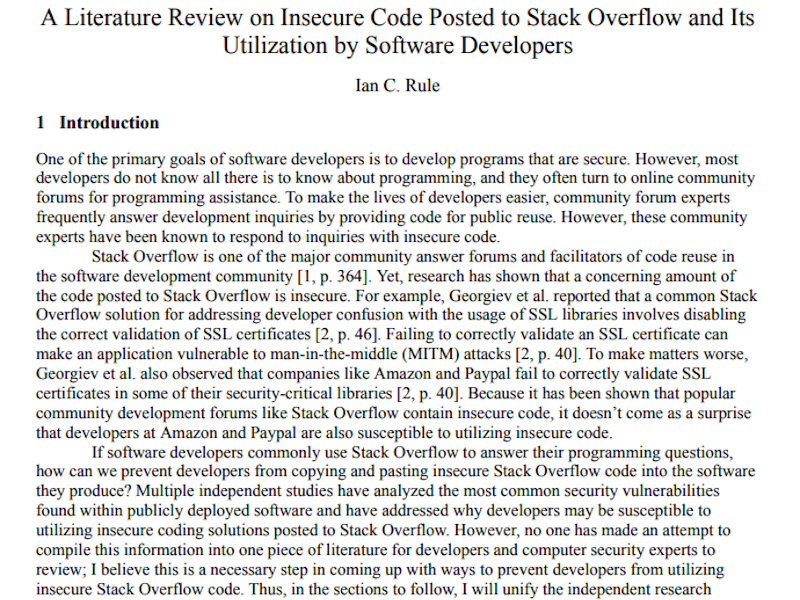 A Literature Review on Insecure Code Posted to Stack Overflow and Its
Utilization by Software Developers
Ian C. Rule
1 Introduction
One of the primary goals of software developers is to develop programs that are secure. However, most
developers do not know all there is to know about programming, and they often turn to online community
forums for programming assistance. To make the lives of developers easier, community forum experts
frequently answer development inquiries by providing code for public reuse. However, these community
experts have been known to respond to inquiries with insecure code.
Stack Overflow is one of the major community answer forums and facilitators of code reuse in
the software development community [1, p. 364]. Yet, research has shown that a concerning amount of
the code posted to Stack Overflow is insecure. For example, Georgiev et al. reported that a common Stack
Overflow solution for addressing developer confusion with the usage of SSL libraries involves disabling
the correct validation of SSL certificates [2, p. 46]. Failing to correctly validate an SSL certificate can
make an application vulnerable to man-in-the-middle (MITM) attacks [2, p. 40]. To make matters worse,
Georgiev et al. also observed that companies like Amazon and Paypal fail to correctly validate SSL
certificates in some of their security-critical libraries [2, p. 40]. Because it has been shown that popular
community development forums like Stack Overflow contain insecure code, it doesn't come as a surprise
that developers at Amazon and Paypal are also susceptible to utilizing insecure code.
If software developers commonly use Stack Overflow to answer their programming questions,
how can we prevent developers from copying and pasting insecure Stack Overflow code into the software
they produce? Multiple independent studies have analyzed the most common security vulnerabilities
found within publicly deployed software and have addressed why developers may be susceptible to
utilizing insecure coding solutions posted to Stack Overflow. However, no one has made an attempt to
compile this information into one piece of literature for developers and computer security experts to
review; I believe this is a necessary step in coming up with ways to prevent developers from utilizing
insecure Stack Overflow code. Thus, in the sections to follow, I will unify the independent research